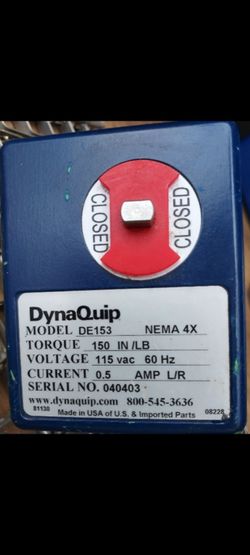 CLOSED
CLOSED
DynaQuip
MODEL DE153 NEMA 4X
TORQUE 150 IN/LB
VOLTAGE 115 vac 60 Hz
CURRENT 0.5 AMP L/R
SERIAL NO. 040403
www.dynaquip.com 800-545-3636
81130 Made in USA of U.S. & Imported Parts 08228